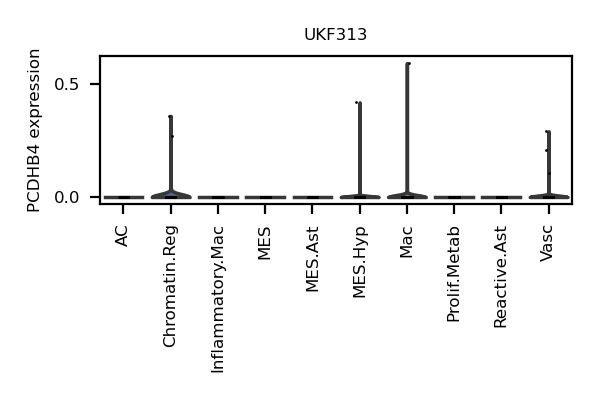 UKF313
PCDHB4 expression
0.5
0.0
AC
Chromatin.Reg
Inflammatory.Mac
MES
MES.Ast
MES.Hyp
Mac
Prolif.Metab
Reactive.Ast
Vasc